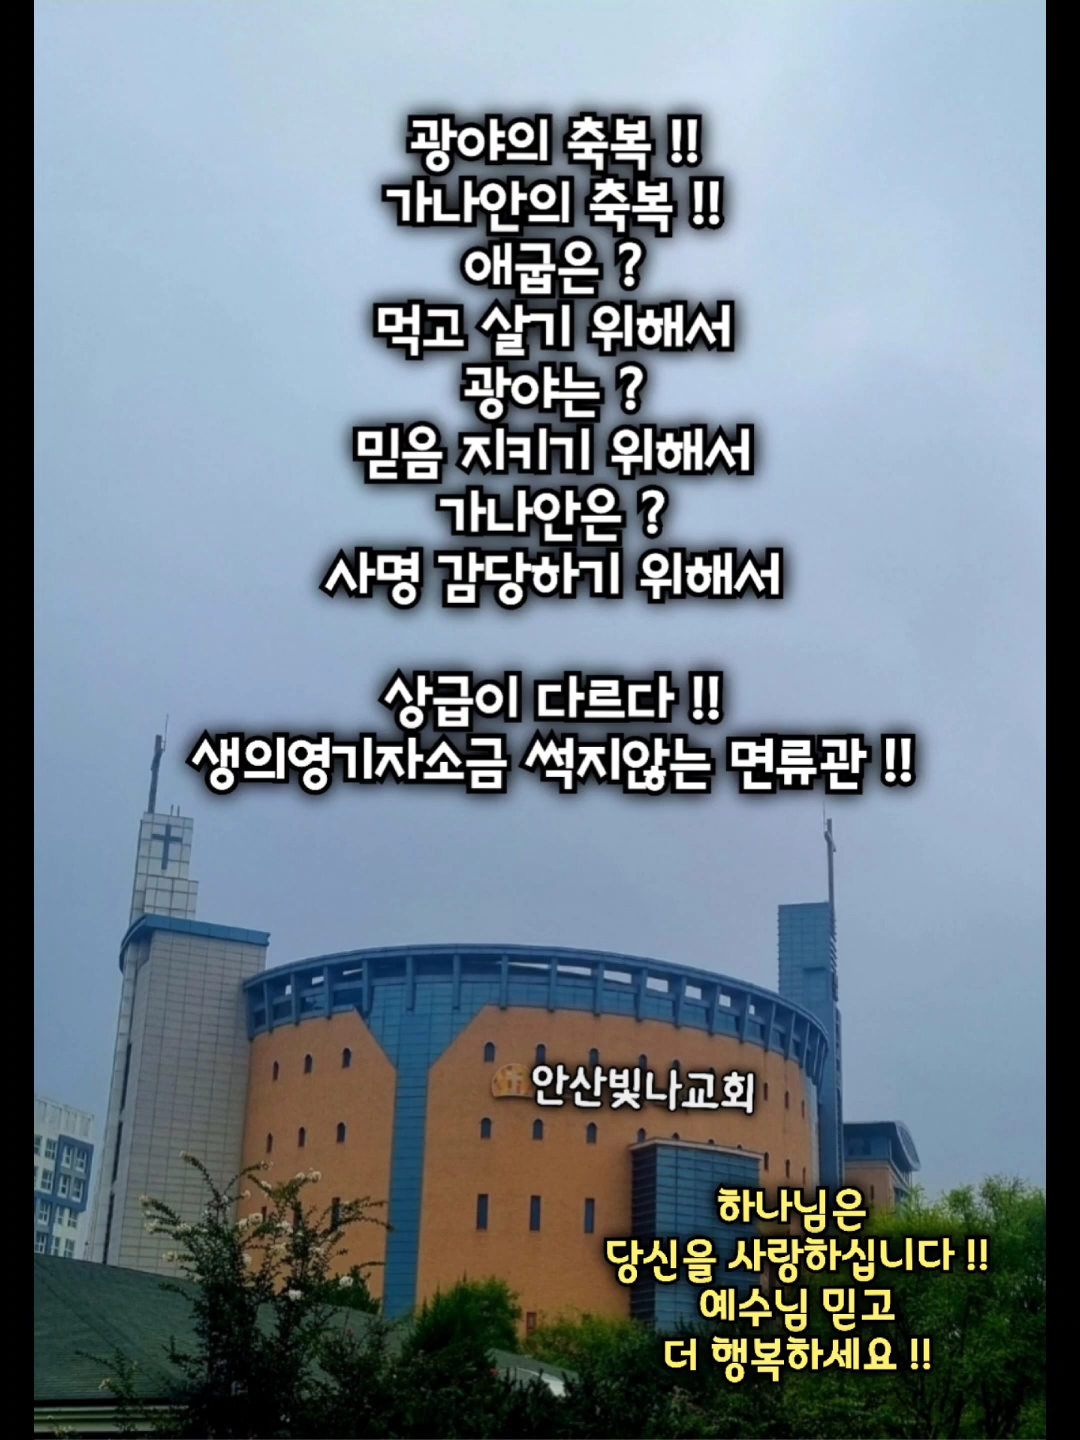 광야의 축복 !!
가나안의 축복 !!
애굽은 ?
먹고 살기 위해서
광야는 ?
믿음 지키기 위해서
가나안은 ?
사명 감당하기 위해서
상급이 다르다 !!
생의영기자소금 썩지않는 면류관 !!
안산빛나교회
하나님은
당신을 사랑하십니다 !!
예수님 믿고
더 행복하세요 !!